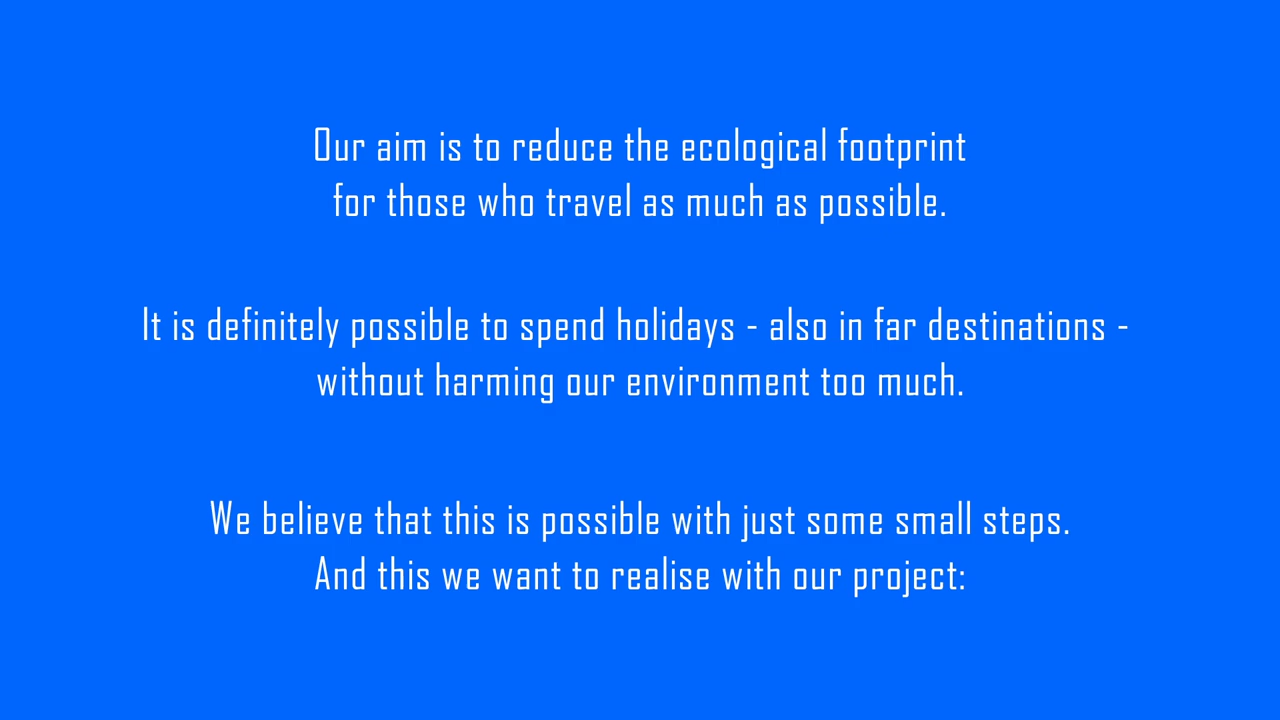 Our aim is to reduce the ecological footprint
for those who travel as much as possible.
It is definitely possible to spend holidays - also in far destinations -
without harming our environment too much.
We believe that this is possible with just some small steps.
And this we want to realise with our project: